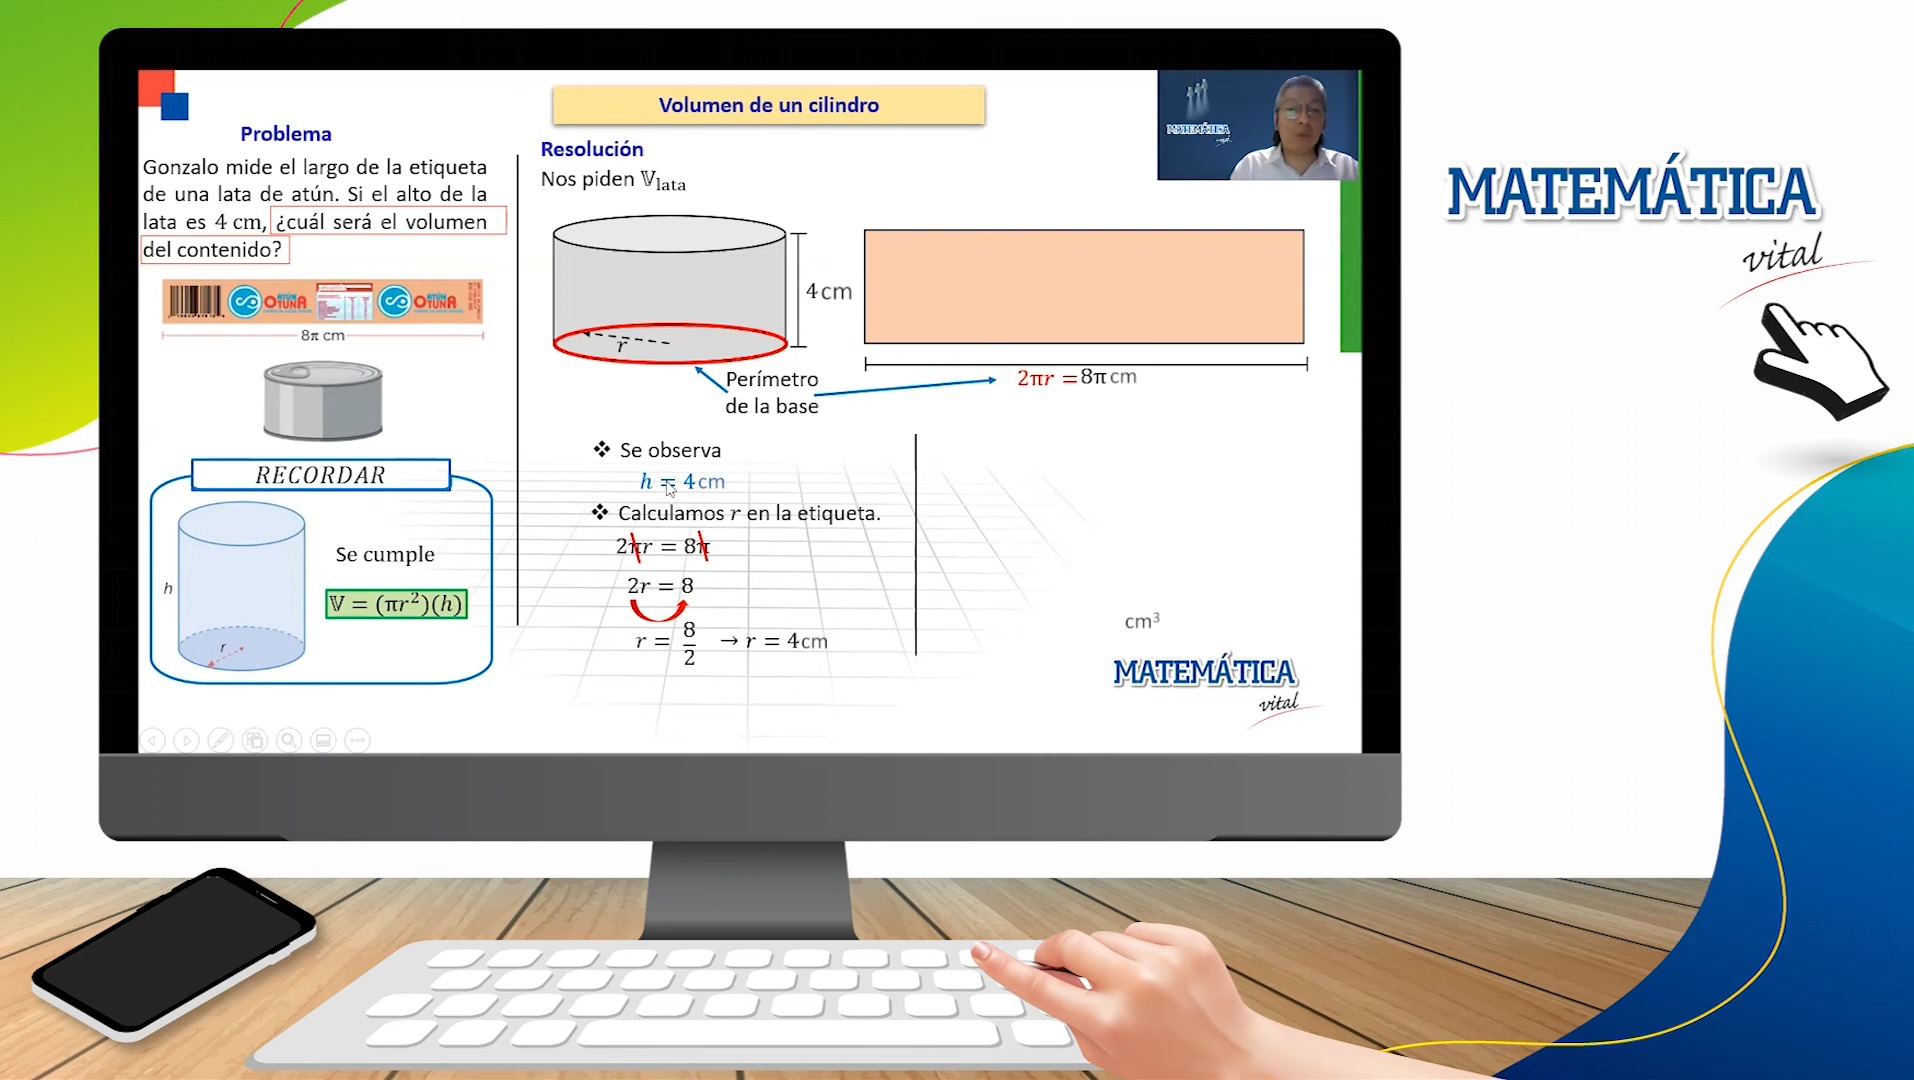 Volumen de un cilindro
Problema
Gonzalo mide el largo de la etiqueta
de una lata de atún. Si el alto de la
lata es 4 cm, ¿cuál será el volumen
del contenido?
ATÚN
OTUNA
ATÚN
OTUNA
8π cm
RECORDAR
h
r
Se cumple
𝕍 = (πr²)(h)
Resolución
Nos piden 𝕍lata
r
4 cm
Perímetro
de la base
2πr = 8π cm
❖ Se observa
h = 4 cm
❖ Calculamos r en la etiqueta.
2πr = 8π
2r = 8
r = 8/2 → r = 4cm
cm³
MATEMÁTICA
vital
MATEMÁTICA
vital
MATEMÁTICA
vital